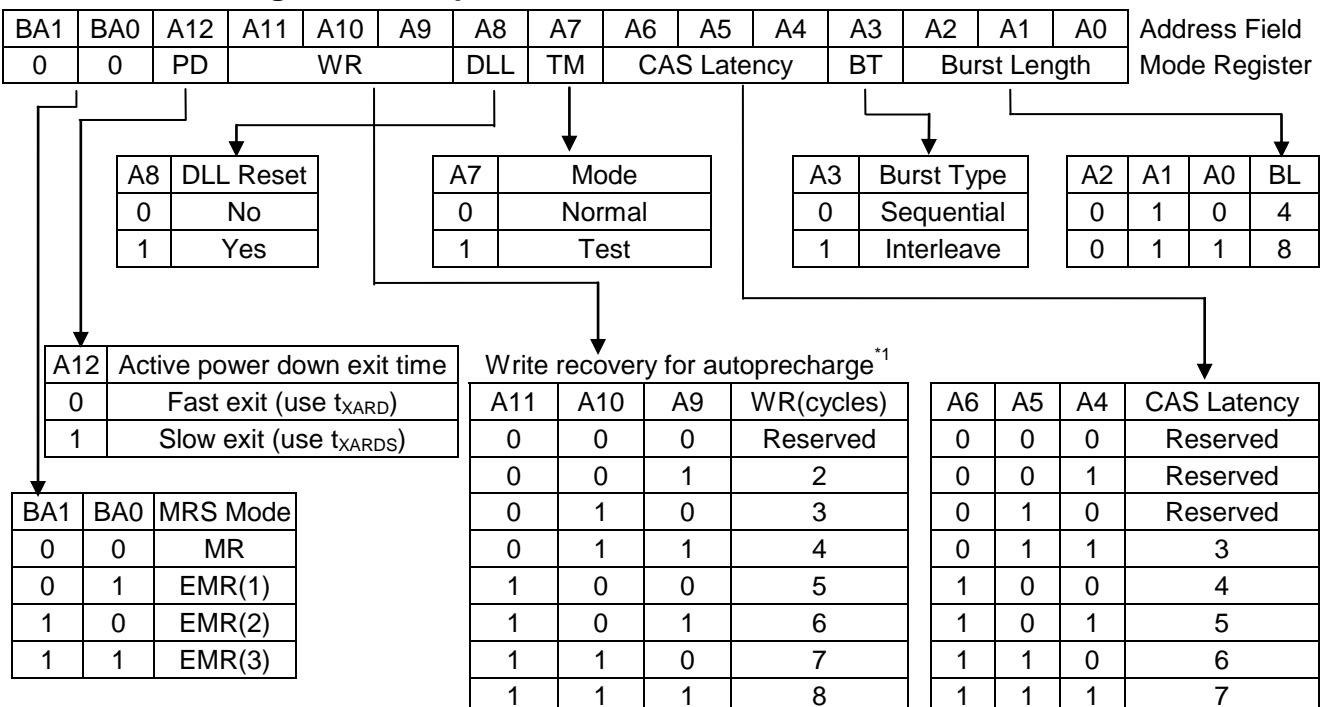 BA1 BA0 A12 A11 A10 A9 A8 A7 A6 A5 A4 A3 A2 A1 A0 Address Field
0 0 PD WR DLL TM CAS Latency BT Burst Length Mode Register
A8 DLL Reset
0 No
1 Yes
A7 Mode
0 Normal
1 Test
A3 Burst Type
0 Sequential
1 Interleave
A2 A1 A0 BL
0 1 0 4
0 1 1 8
A12 Active power down exit time
0 Fast exit (use tXARD)
1 Slow exit (use tXARDS)
BA1 BA0 MRS Mode
0 0 MR
0 1 EMR(1)
1 0 EMR(2)
1 1 EMR(3)
Write recovery for autoprecharge*1
A11 A10 A9 WR(cycles)
0 0 0 Reserved
0 0 1 2
0 1 0 3
0 1 1 4
1 0 0 5
1 0 1 6
1 1 0 7
1 1 1 8
A6 A5 A4 CAS Latency
0 0 0 Reserved
0 0 1 Reserved
0 1 0 Reserved
0 1 1 3
1 0 0 4
1 0 1 5
1 1 0 6
1 1 1 7